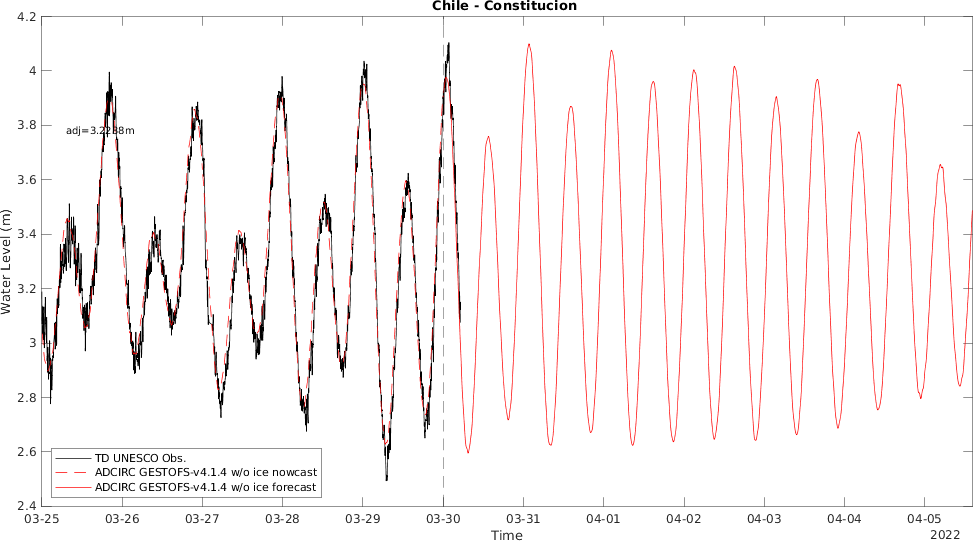 Chile - Constitucion
4.2
4
3.8
3.6
3.4
3.2
3
2.8
2.6
2.4
Water Level (m)
adj=3.2238m
TD UNESCO Obs.
ADCIRC GESTOFS-v4.1.4 w/o ice nowcast
ADCIRC GESTOFS-v4.1.4 w/o ice forecast
03-25 03-26 03-27 03-28 03-29 03-30 03-31 04-01 04-02 04-03 04-04 04-05
Time
2022